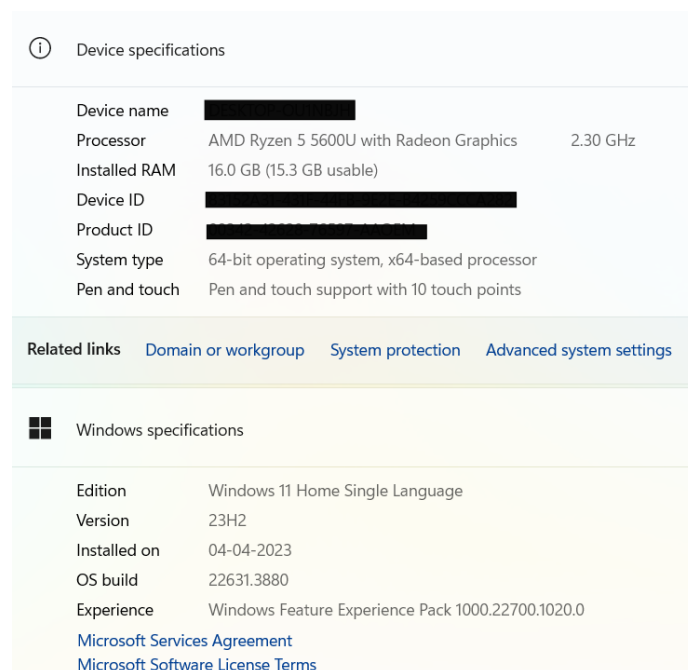 Device specifications
Device name
Processor AMD Ryzen 5 5600U with Radeon Graphics 2.30 GHz
Installed RAM 16.0 GB (15.3 GB usable)
Device ID
Product ID
System type 64-bit operating system, x64-based processor
Pen and touch Pen and touch support with 10 touch points
Related links Domain or workgroup System protection Advanced system settings
Windows specifications
Edition Windows 11 Home Single Language
Version 23H2
Installed on 04-04-2023
OS build 22631.3880
Experience Windows Feature Experience Pack 1000.22700.1020.0
Microsoft Services Agreement
Microsoft Software License Terms